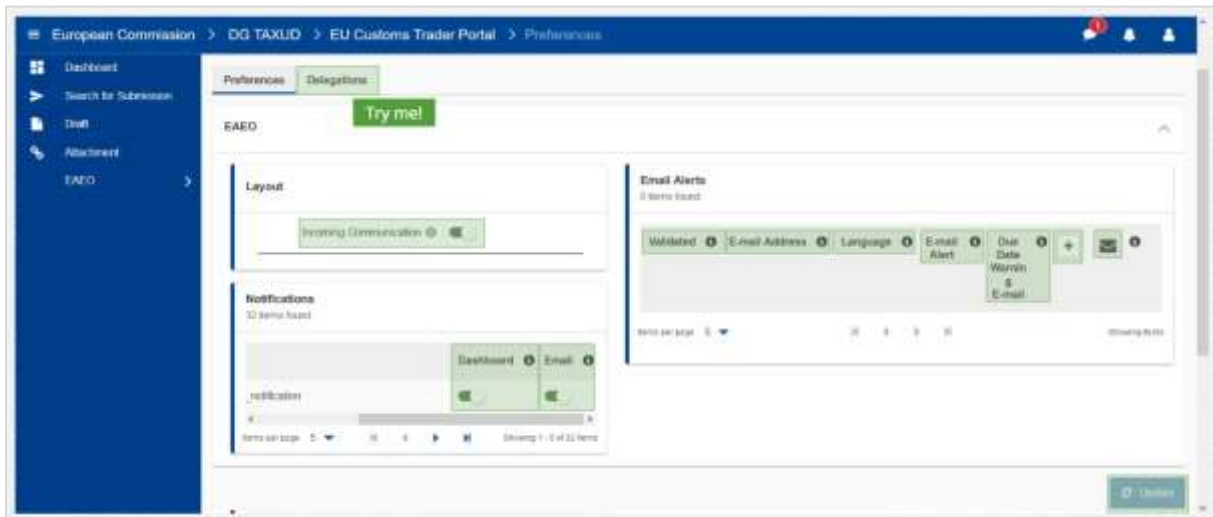 European Commission > DG TAXUD > EU Customs Trader Portal > Preferences
1
Dashboard
Search for Submission
Draft
Attachment
EAEO
Preferences
Delegations
Try me!
EAEO
Layout
Incoming Communication
Notifications
32 items found
Dashboard
Email
_notification
Items per page 5
Showing 1 - 5 of 32 items
Email Alerts
0 items found
Validated
E-mail Address
Language
E-mail
Alert
Due
Date
Warnin
g
E-mail
Items per page 5
Showing items
Update